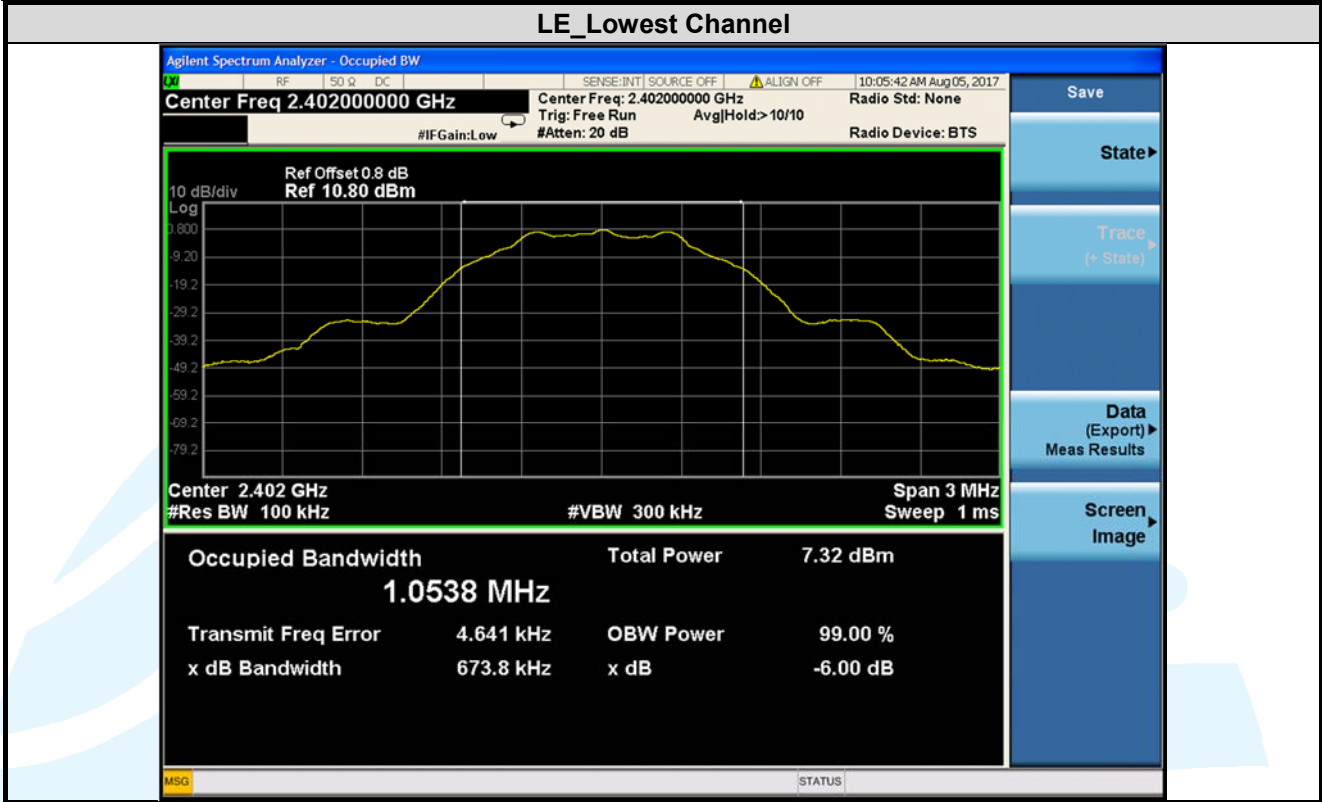 LE_Lowest Channel
Agilent Spectrum Analyzer - Occupied BW
LXI RF 50 Ω DC SENSE:INT SOURCE OFF ALIGN OFF 10:05:42 AM Aug 05, 2017
Center Freq 2.402000000 GHz
Center Freq: 2.402000000 GHz
Radio Std: None
Trig: Free Run Avg|Hold:> 10/10
#IFGain:Low
#Atten: 20 dB
Radio Device: BTS
Ref Offset 0.8 dB
10 dB/div Ref 10.80 dBm
Log
0.800
-9.20
-19.2
-29.2
-39.2
-49.2
-59.2
-69.2
-79.2
Center 2.402 GHz Span 3 MHz
#Res BW 100 kHz #VBW 300 kHz Sweep 1 ms
Occupied Bandwidth Total Power 7.32 dBm
1.0538 MHz
Transmit Freq Error 4.641 kHz OBW Power 99.00 %
x dB Bandwidth 673.8 kHz x dB -6.00 dB
MSG STATUS
Save
State
Trace
(+ State)
Data
(Export)
Meas Results
Screen
Image